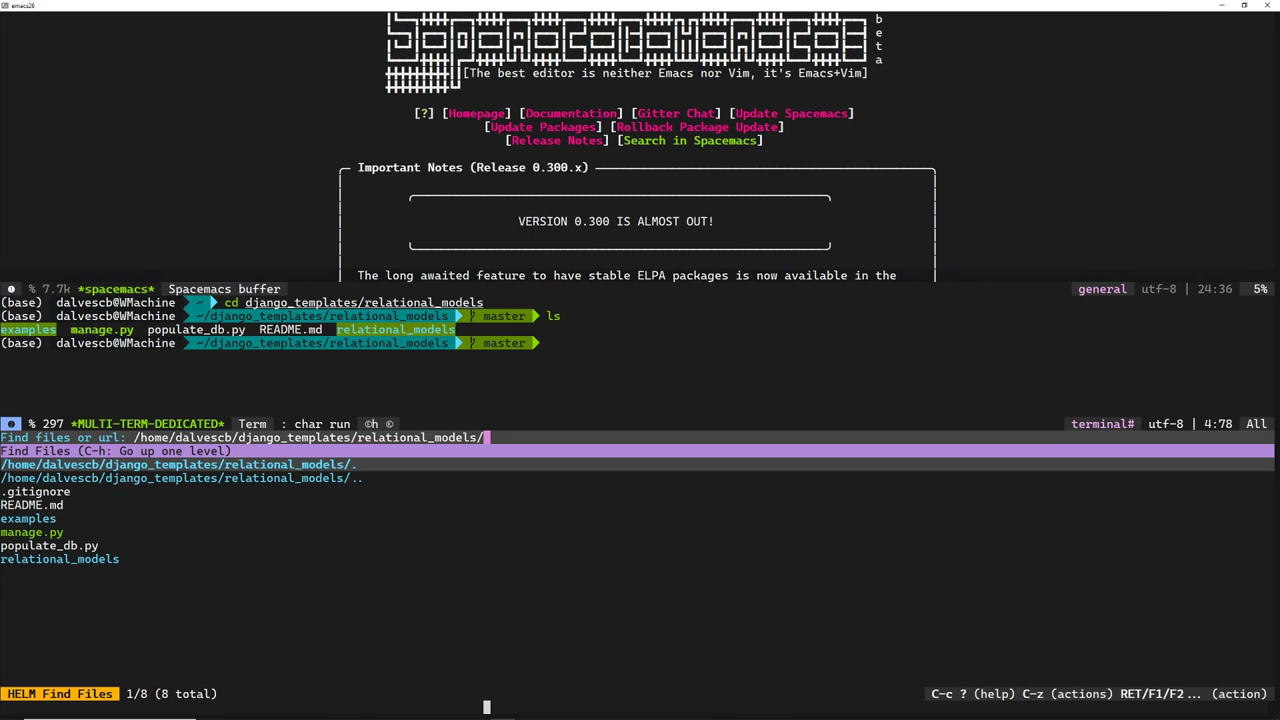 emacs26
b
e
t
a
[The best editor is neither Emacs nor Vim, it's Emacs+Vim]
[?] [Homepage] [Documentation] [Gitter Chat] [Update Spacemacs]
[Update Packages] [Rollback Package Update]
[Release Notes] [Search in Spacemacs]
Important Notes (Release 0.300.x)
VERSION 0.300 IS ALMOST OUT!
The long awaited feature to have stable ELPA packages is now available in the
❶ % 7.7k *spacemacs* Spacemacs buffer general utf-8 | 24:36 5%
(base) dalvescb@WMachine ~ cd django_templates/relational_models
(base) dalvescb@WMachine ~/django_templates/relational_models master ls
examples manage.py populate_db.py README.md relational_models
(base) dalvescb@WMachine ~/django_templates/relational_models master
❷ % 297 *MULTI-TERM-DEDICATED* Term : char run ©h © terminal# utf-8 | 4:78 All
Find files or url: /home/dalvescb/django_templates/relational_models/
Find Files (C-h: Go up one level)
/home/dalvescb/django_templates/relational_models/.
/home/dalvescb/django_templates/relational_models/..
.gitignore
README.md
examples
manage.py
populate_db.py
relational_models
HELM Find Files 1/8 (8 total) C-c ? (help) C-z (actions) RET/F1/F2... (action)